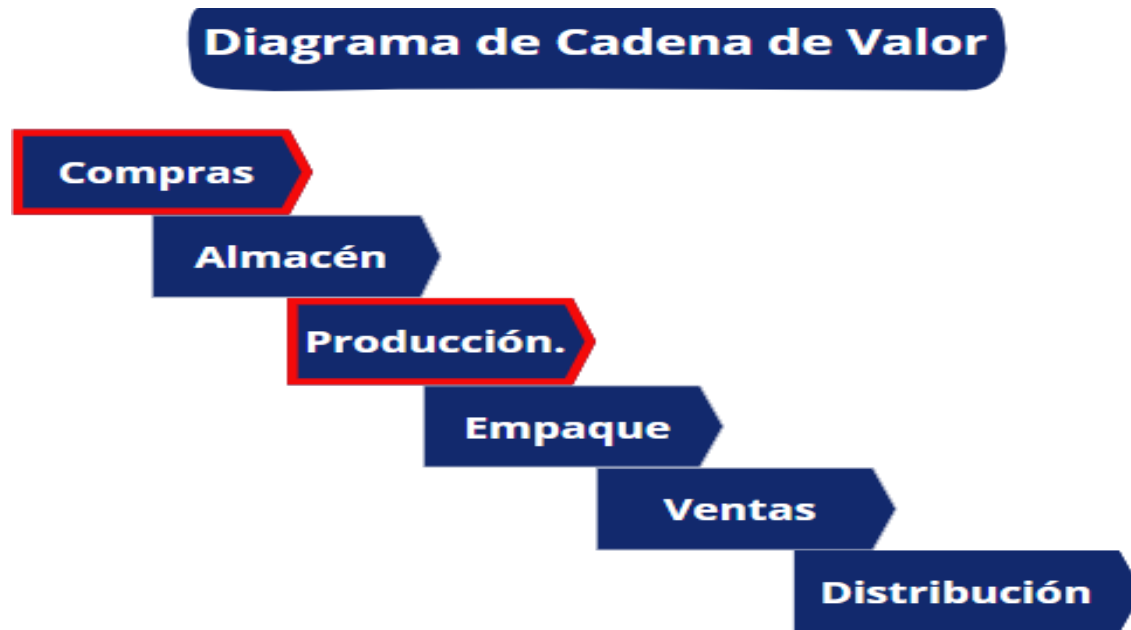 Diagrama de Cadena de Valor
Compras
Almacén
Producción.
Empaque
Ventas
Distribución